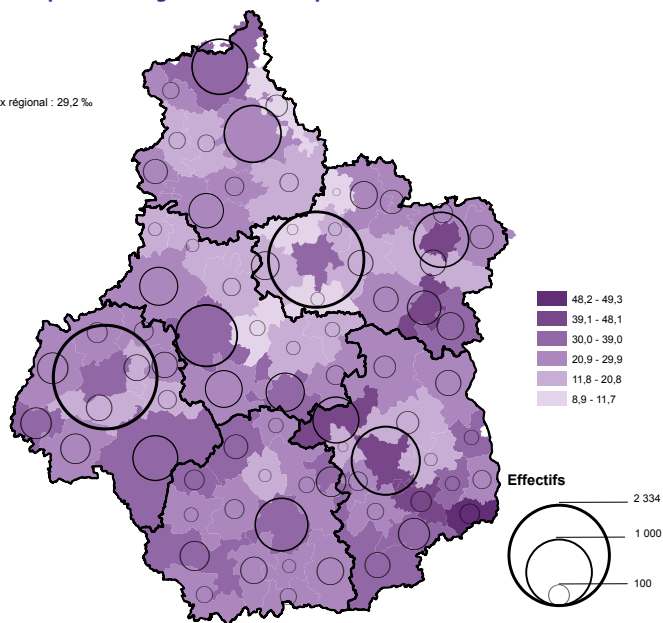 x régional : 29,2 ‰
48,2 - 49,3
39,1 - 48,1
30,0 - 39,0
20,9 - 29,9
11,8 - 20,8
8,9 - 11,7
Effectifs
2 334
1 000
100